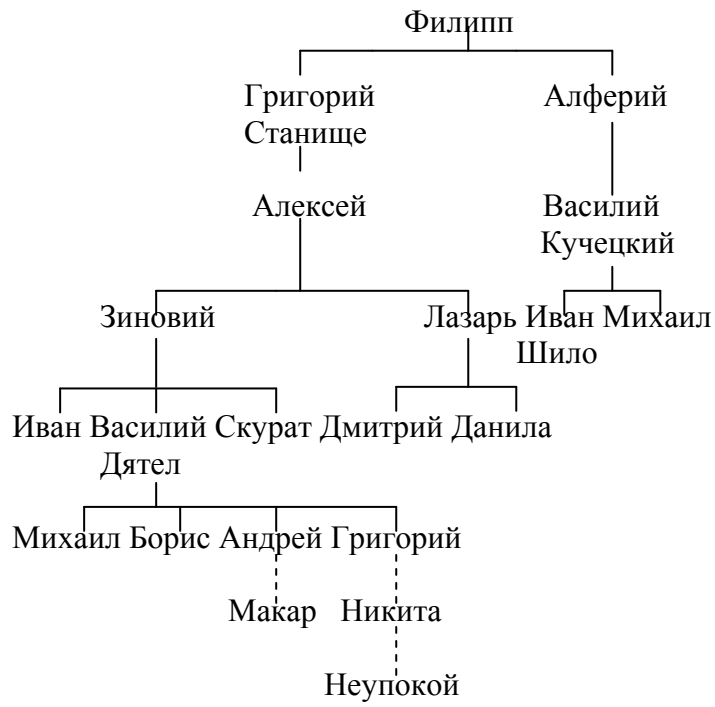 Филипп
Григорий Алферий
Станище
Алексей Василий
Кучецкий
Зиновий Лазарь Иван Михаил
Шило
Иван Василий Скурат Дмитрий Данила
Дятел
Михаил Борис Андрей Григорий
Макар Никита
Неупокой